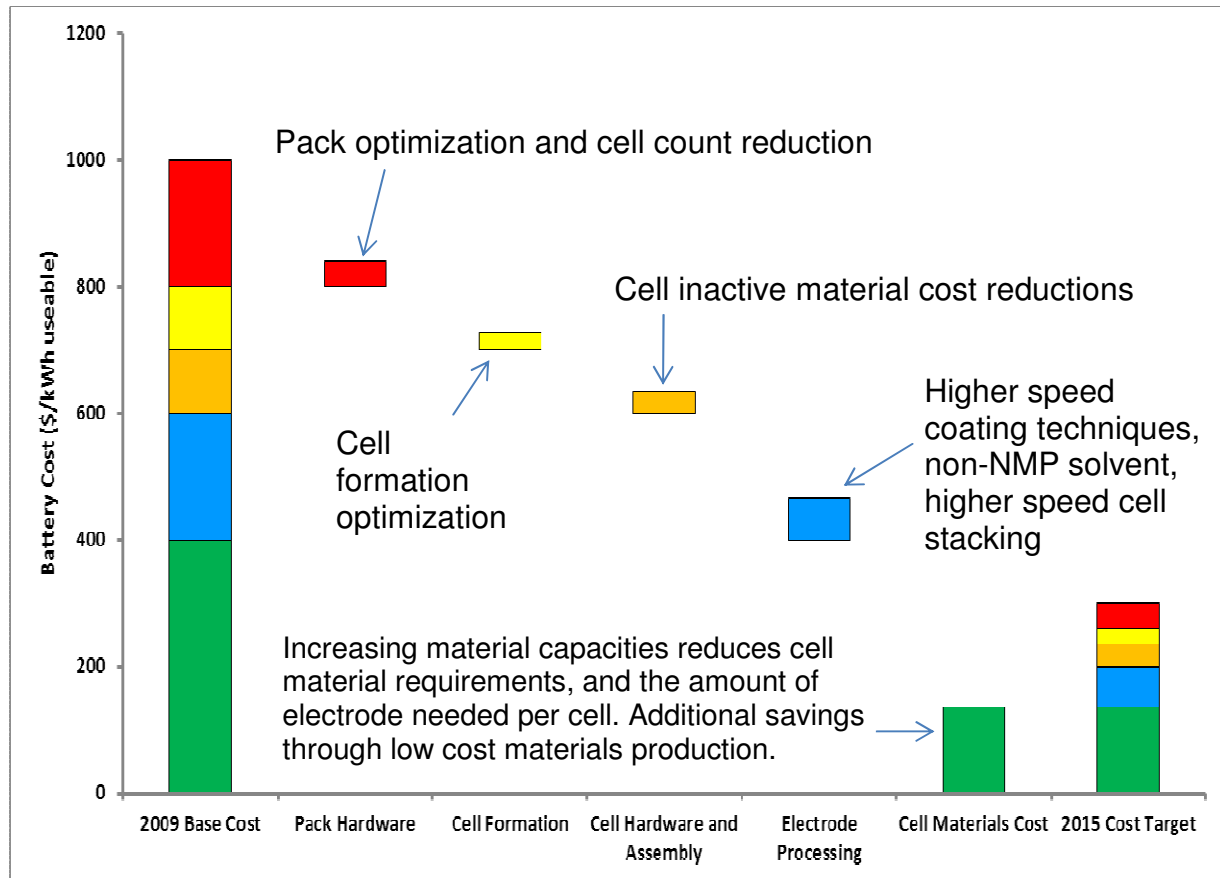 1200
1000
800
600
400
200
0
Battery Cost ($/kWh useable)
Pack optimization and cell count reduction
Cell inactive material cost reductions
Cell
formation
optimization
Higher speed
coating techniques,
non-NMP solvent,
higher speed cell
stacking
Increasing material capacities reduces cell
material requirements, and the amount of
electrode needed per cell. Additional savings
through low cost materials production.
2009 Base Cost
Pack Hardware
Cell Formation
Cell Hardware and
Assembly
Electrode
Processing
Cell Materials Cost
2015 Cost Target